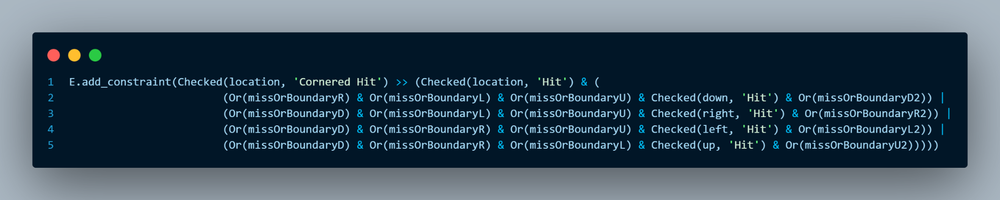 1 E.add_constraint(Checked(location, 'Cornered Hit') >> (Checked(location, 'Hit') & (
2 (Or(missOrBoundaryR) & Or(missOrBoundaryL) & Or(missOrBoundaryU) & Checked(down, 'Hit') & Or(missOrBoundaryD2)) |
3 (Or(missOrBoundaryD) & Or(missOrBoundaryL) & Or(missOrBoundaryU) & Checked(right, 'Hit') & Or(missOrBoundaryR2)) |
4 (Or(missOrBoundaryD) & Or(missOrBoundaryR) & Or(missOrBoundaryU) & Checked(left, 'Hit') & Or(missOrBoundaryL2)) |
5 (Or(missOrBoundaryD) & Or(missOrBoundaryR) & Or(missOrBoundaryL) & Checked(up, 'Hit') & Or(missOrBoundaryU2)))))